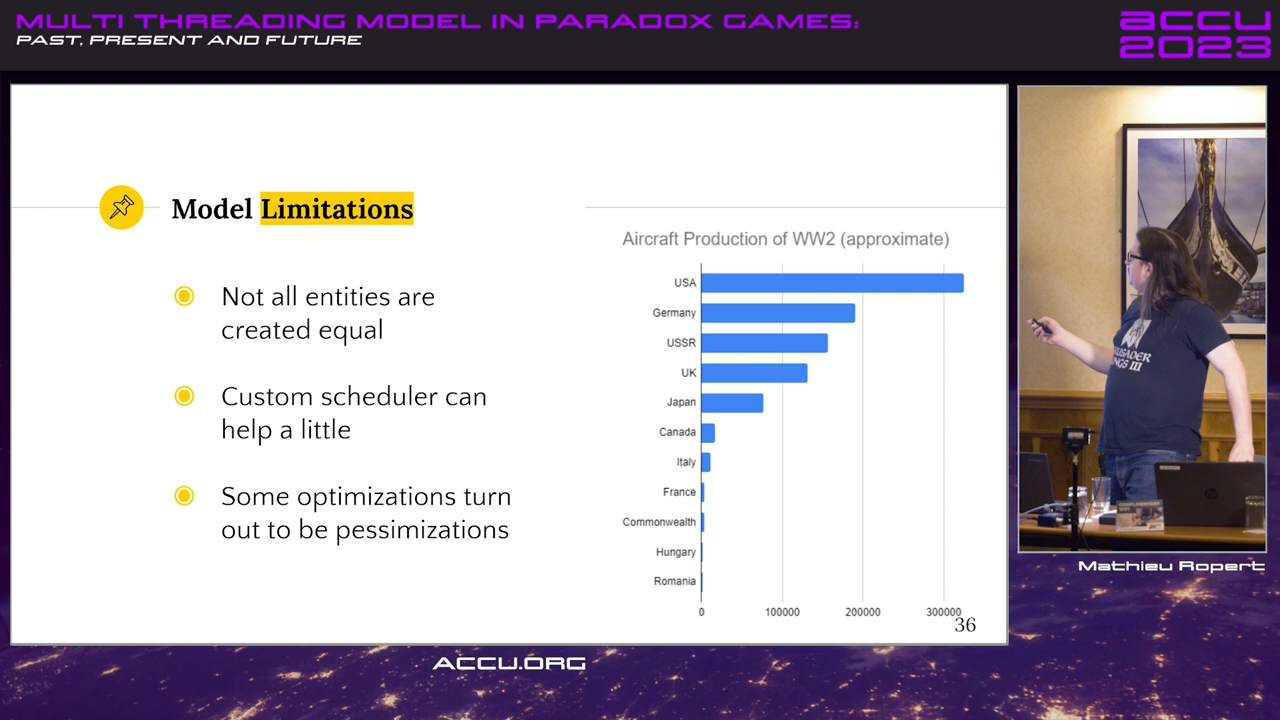 MULTI THREADING MODEL IN PARADOX GAMES:
PAST, PRESENT AND FUTURE
accu
2023
Model Limitations
Not all entities are
created equal
Custom scheduler can
help a little
Some optimizations turn
out to be pessimizations
Aircraft Production of WW2 (approximate)
USA
Germany
USSR
UK
Japan
Canada
Italy
France
Commonwealth
Hungary
Romania
0 100000 200000 300000
36
Mathieu Ropert
ACCU.ORG